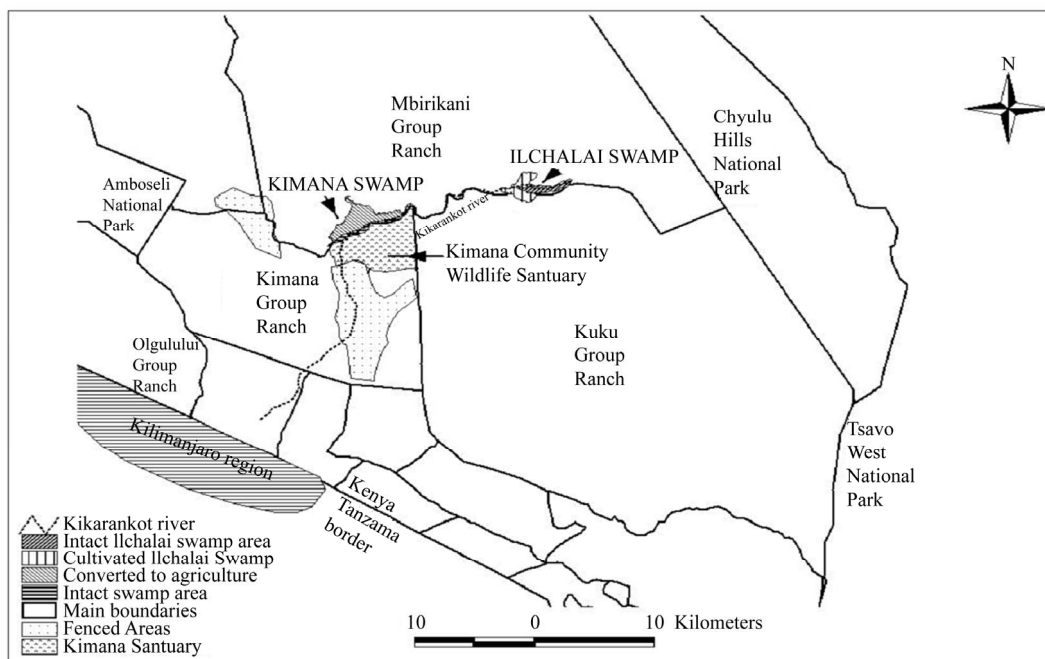 N
Mbirikani
Group
Ranch
Chyulu
Hills
National
Park
ILCHALAI SWAMP
KIMANA SWAMP
Amboseli
National
Park
Kikarankot river
Kimana Community
Wildlife Santuary
Kimana
Group
Ranch
Kuku
Group
Ranch
Olgululul
Group
Ranch
Kilimanjaro region
Tsavo
West
National
Park
Kenya
Tanzama
border
Kikarankot river
Intact llchalai swamp area
Cultivated llchalai Swamp
Converted to agriculture
Intact swamp area
Main boundaries
Fenced Areas
Kimana Santuary
10 0 10 Kilometers